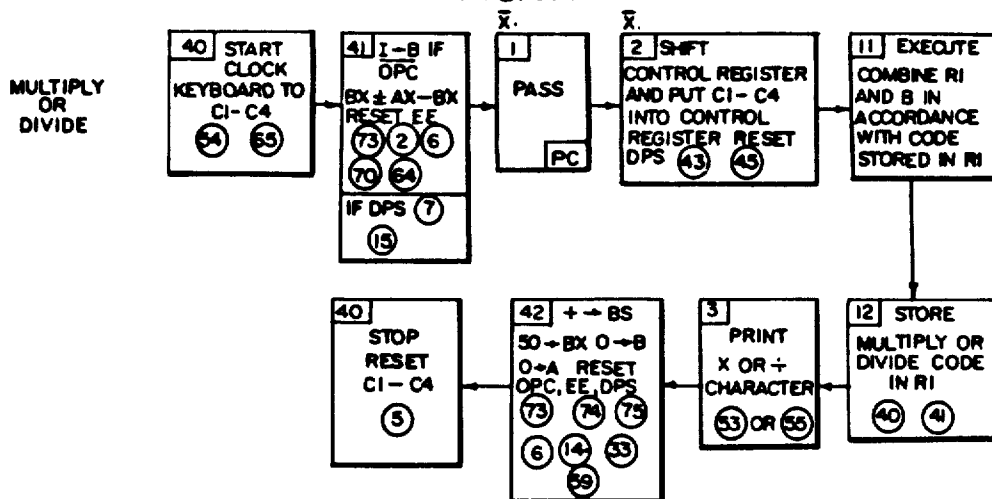 MULTIPLY
OR
DIVIDE
40 START
CLOCK
KEYBOARD TO
C1-C4
54 65
41 I-B IF
OPC
BX ± AX-BX
RESET EE
73 2 6
70 64
IF DPS 7
15
X̄.
1
PASS
PC
X̄.
2 SHIFT
CONTROL REGISTER
AND PUT C1-C4
INTO CONTROL
REGISTER RESET
DPS 43 45
11 EXECUTE
COMBINE R1
AND B IN
ACCORDANCE
WITH CODE
STORED IN R1
12 STORE
MULTIPLY OR
DIVIDE CODE
IN R1
40 41
3
PRINT
X OR ÷
CHARACTER
53 OR 55
42 + → BS
50→BX 0→B
0→A RESET
OPC, EE, DPS
73 74 75
6 14 33
59
40
STOP
RESET
C1-C4
5